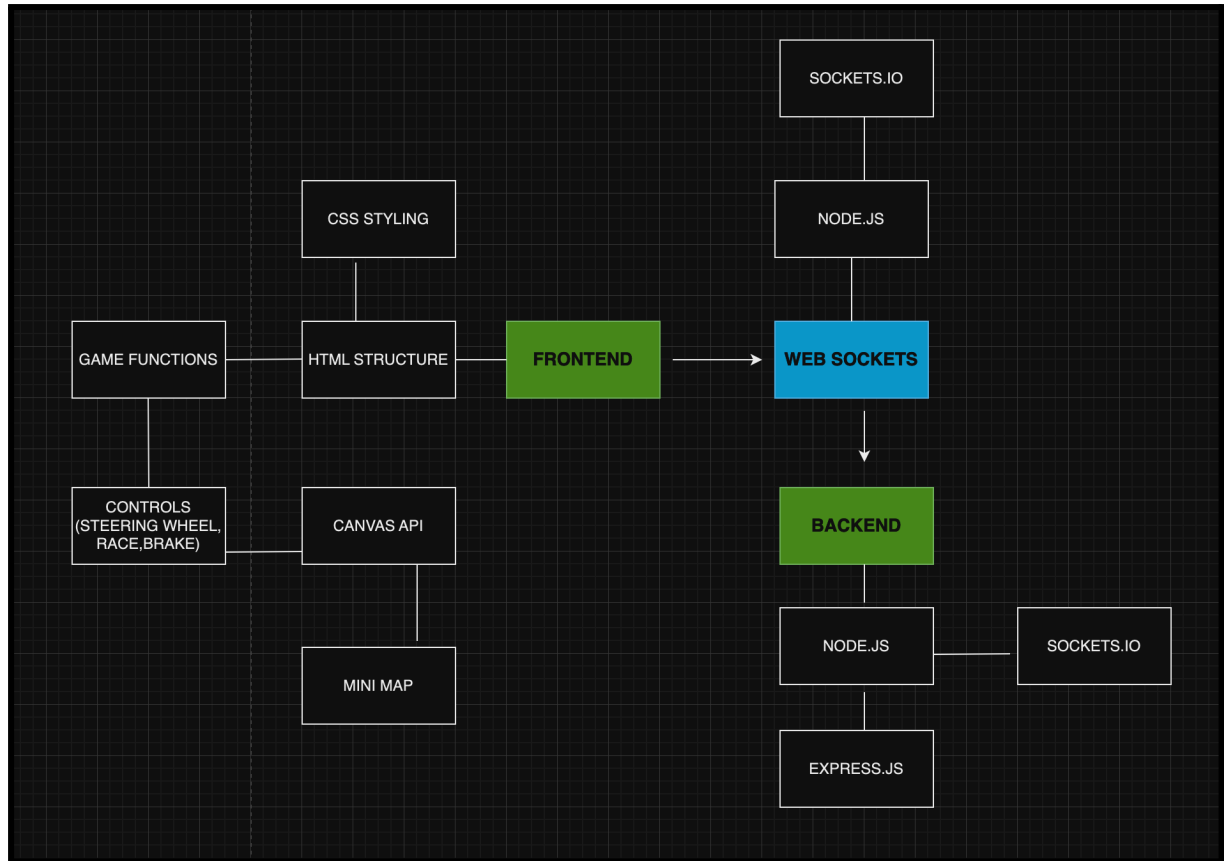 SOCKETS.IO
CSS STYLING
NODE.JS
GAME FUNCTIONS
HTML STRUCTURE
FRONTEND
WEB SOCKETS
CONTROLS
(STEERING WHEEL,
RACE,BRAKE)
CANVAS API
BACKEND
NODE.JS
SOCKETS.IO
MINI MAP
EXPRESS.JS